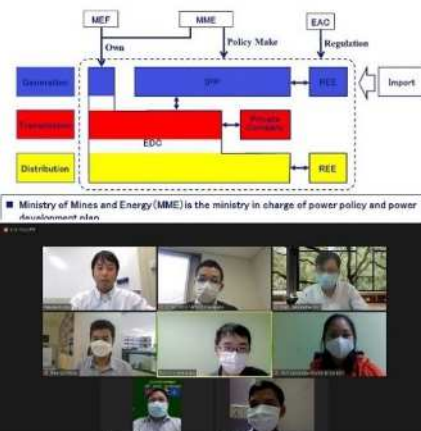 MEF
MME
EAC
Own
Policy Make
Regulation
Generation
IPP
REE
Import
Transmission
Private Company
EDC
Distribution
REE
■ Ministry of Mines and Energy(MME)is the ministry in charge of power policy and power
development plan